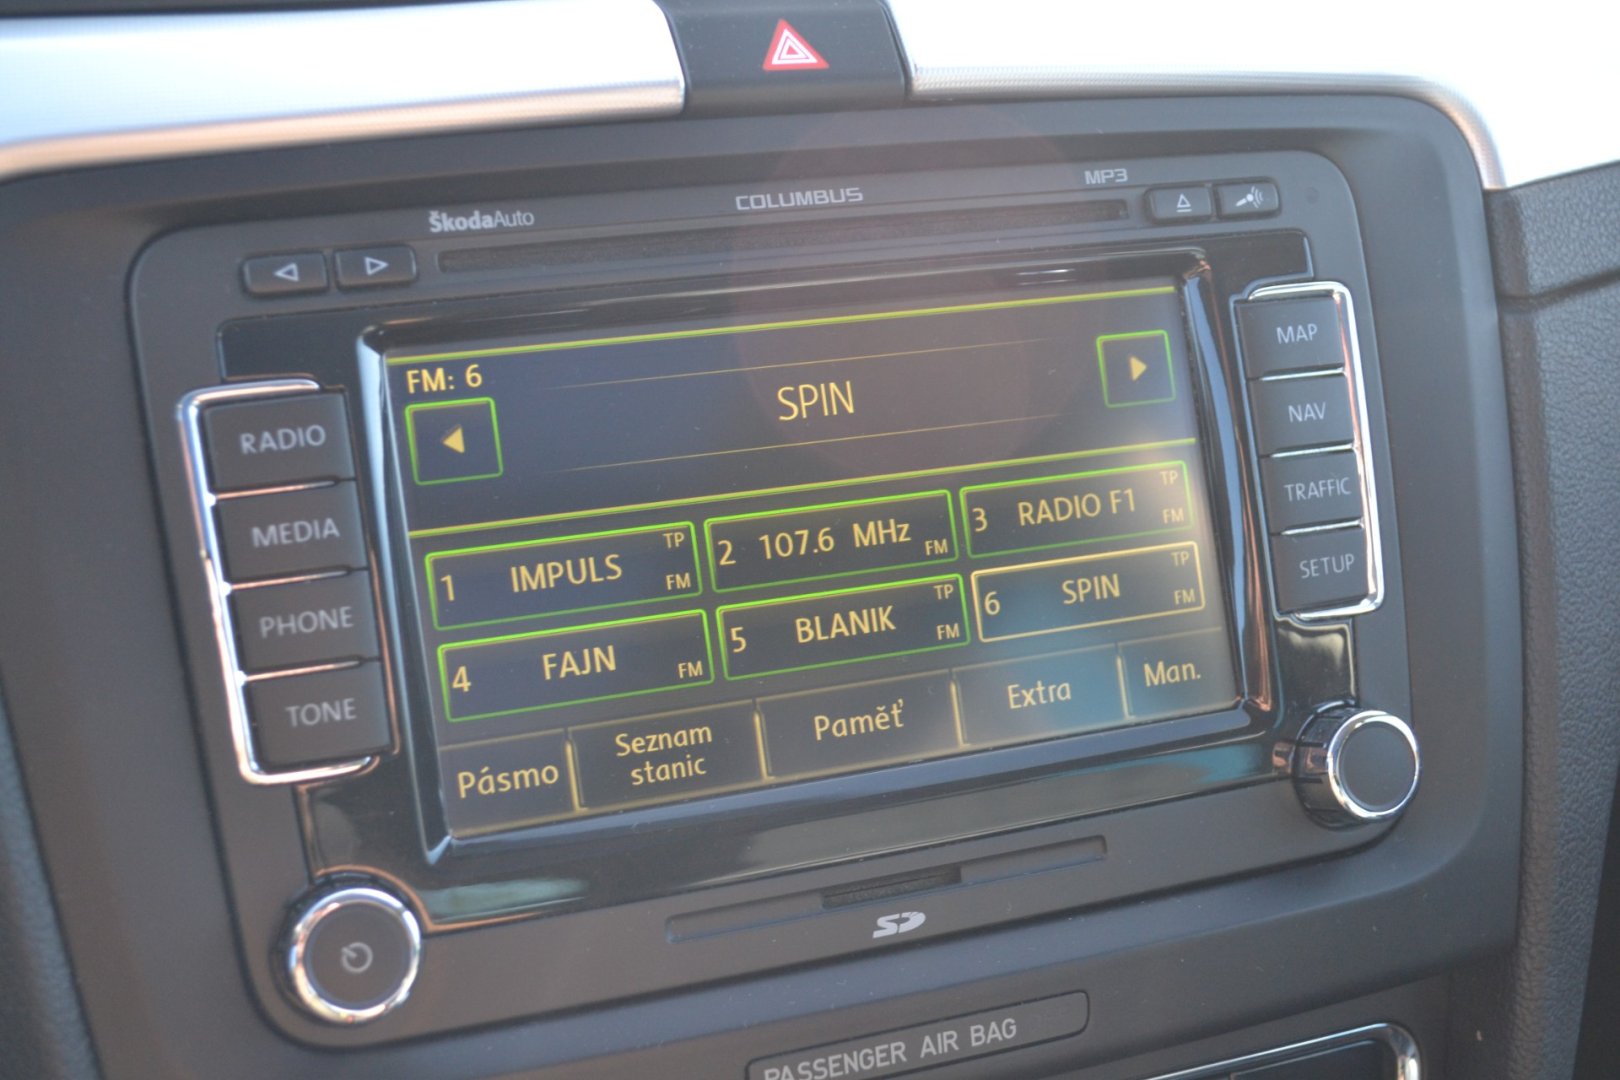 ŠkodaAuto
COLUMBUS
MP3
RADIO
MEDIA
PHONE
TONE
FM: 6
SPIN
1 IMPULS TP FM
2 107.6 MHz FM
3 RADIO F1 TP FM
4 FAJN FM
5 BLANIK TP FM
6 SPIN TP FM
Pásmo
Seznam
stanic
Paměť
Extra
Man.
MAP
NAV
TRAFFIC
SETUP
SD
PASSENGER AIR BAG